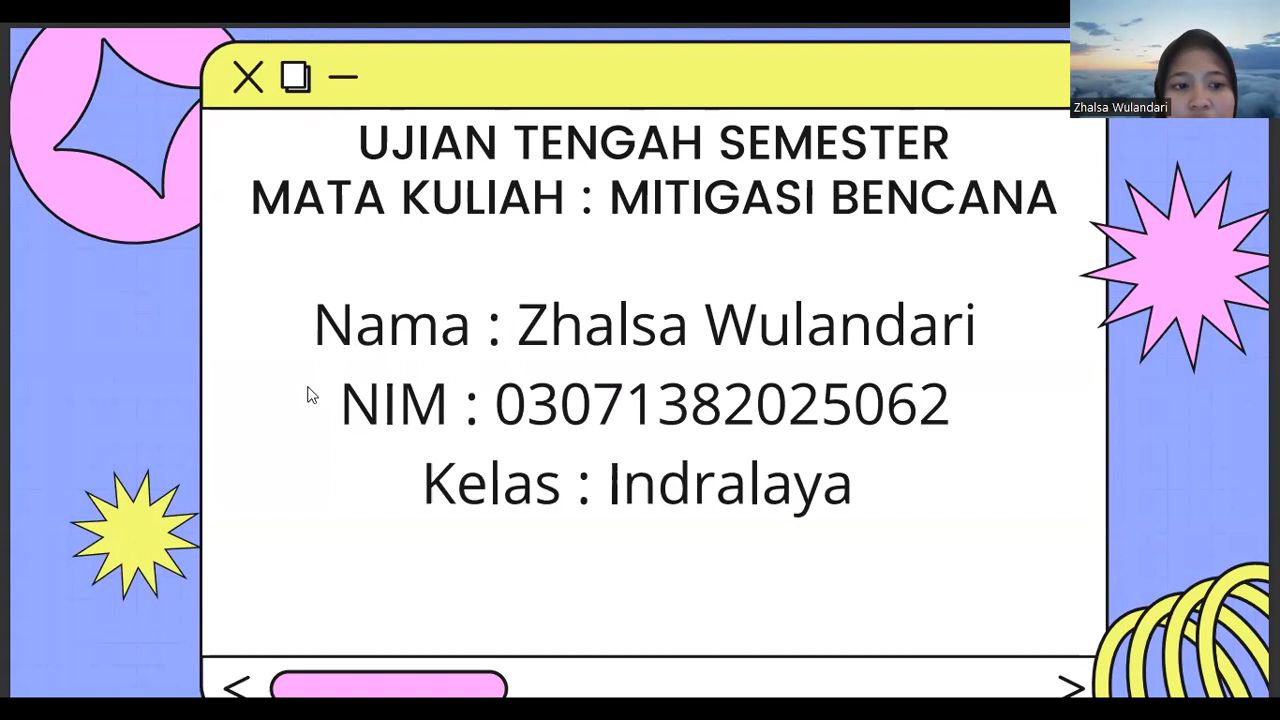 Zhalsa Wulandari
UJIAN TENGAH SEMESTER
MATA KULIAH : MITIGASI BENCANA
Nama : Zhalsa Wulandari
NIM : 03071382025062
Kelas : Indralaya